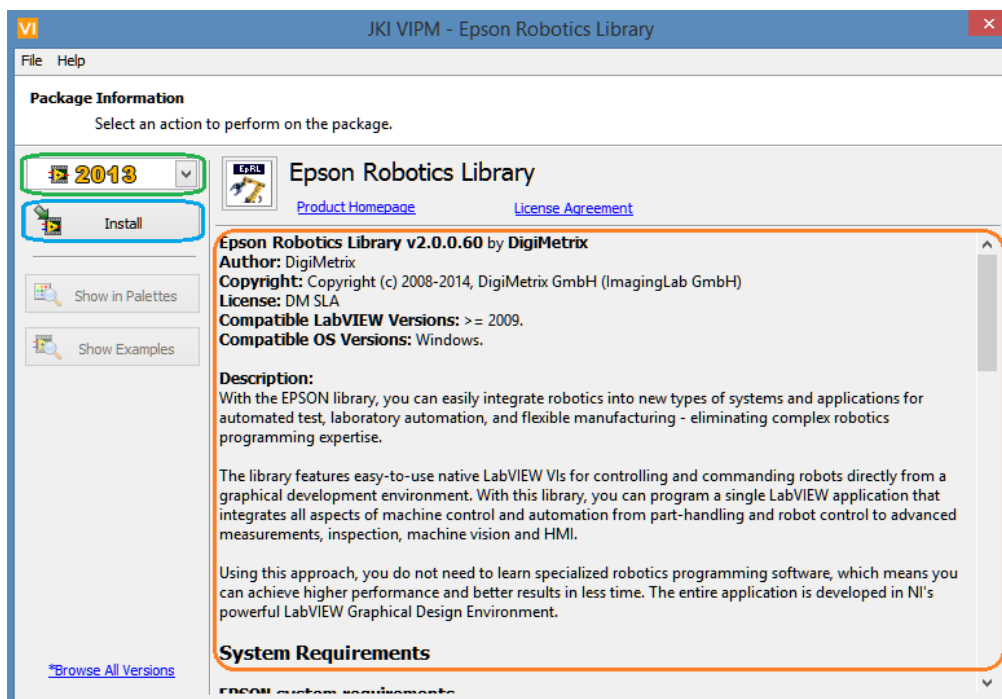 VI
JKI VIPM - Epson Robotics Library
File Help
Package Information
Select an action to perform on the package.
2013
Install
Show in Palettes
Show Examples
*Browse All Versions
EpRL
Epson Robotics Library
Product Homepage
License Agreement
Epson Robotics Library v2.0.0.60 by DigiMetrix
Author: DigiMetrix
Copyright: Copyright (c) 2008-2014, DigiMetrix GmbH (ImagingLab GmbH)
License: DM SLA
Compatible LabVIEW Versions: >= 2009.
Compatible OS Versions: Windows.
Description:
With the EPSON library, you can easily integrate robotics into new types of systems and applications for
automated test, laboratory automation, and flexible manufacturing - eliminating complex robotics
programming expertise.
The library features easy-to-use native LabVIEW VIs for controlling and commanding robots directly from a
graphical development environment. With this library, you can program a single LabVIEW application that
integrates all aspects of machine control and automation from part-handling and robot control to advanced
measurements, inspection, machine vision and HMI.
Using this approach, you do not need to learn specialized robotics programming software, which means you
can achieve higher performance and better results in less time. The entire application is developed in NI's
powerful LabVIEW Graphical Design Environment.
System Requirements
EPSON system requirements